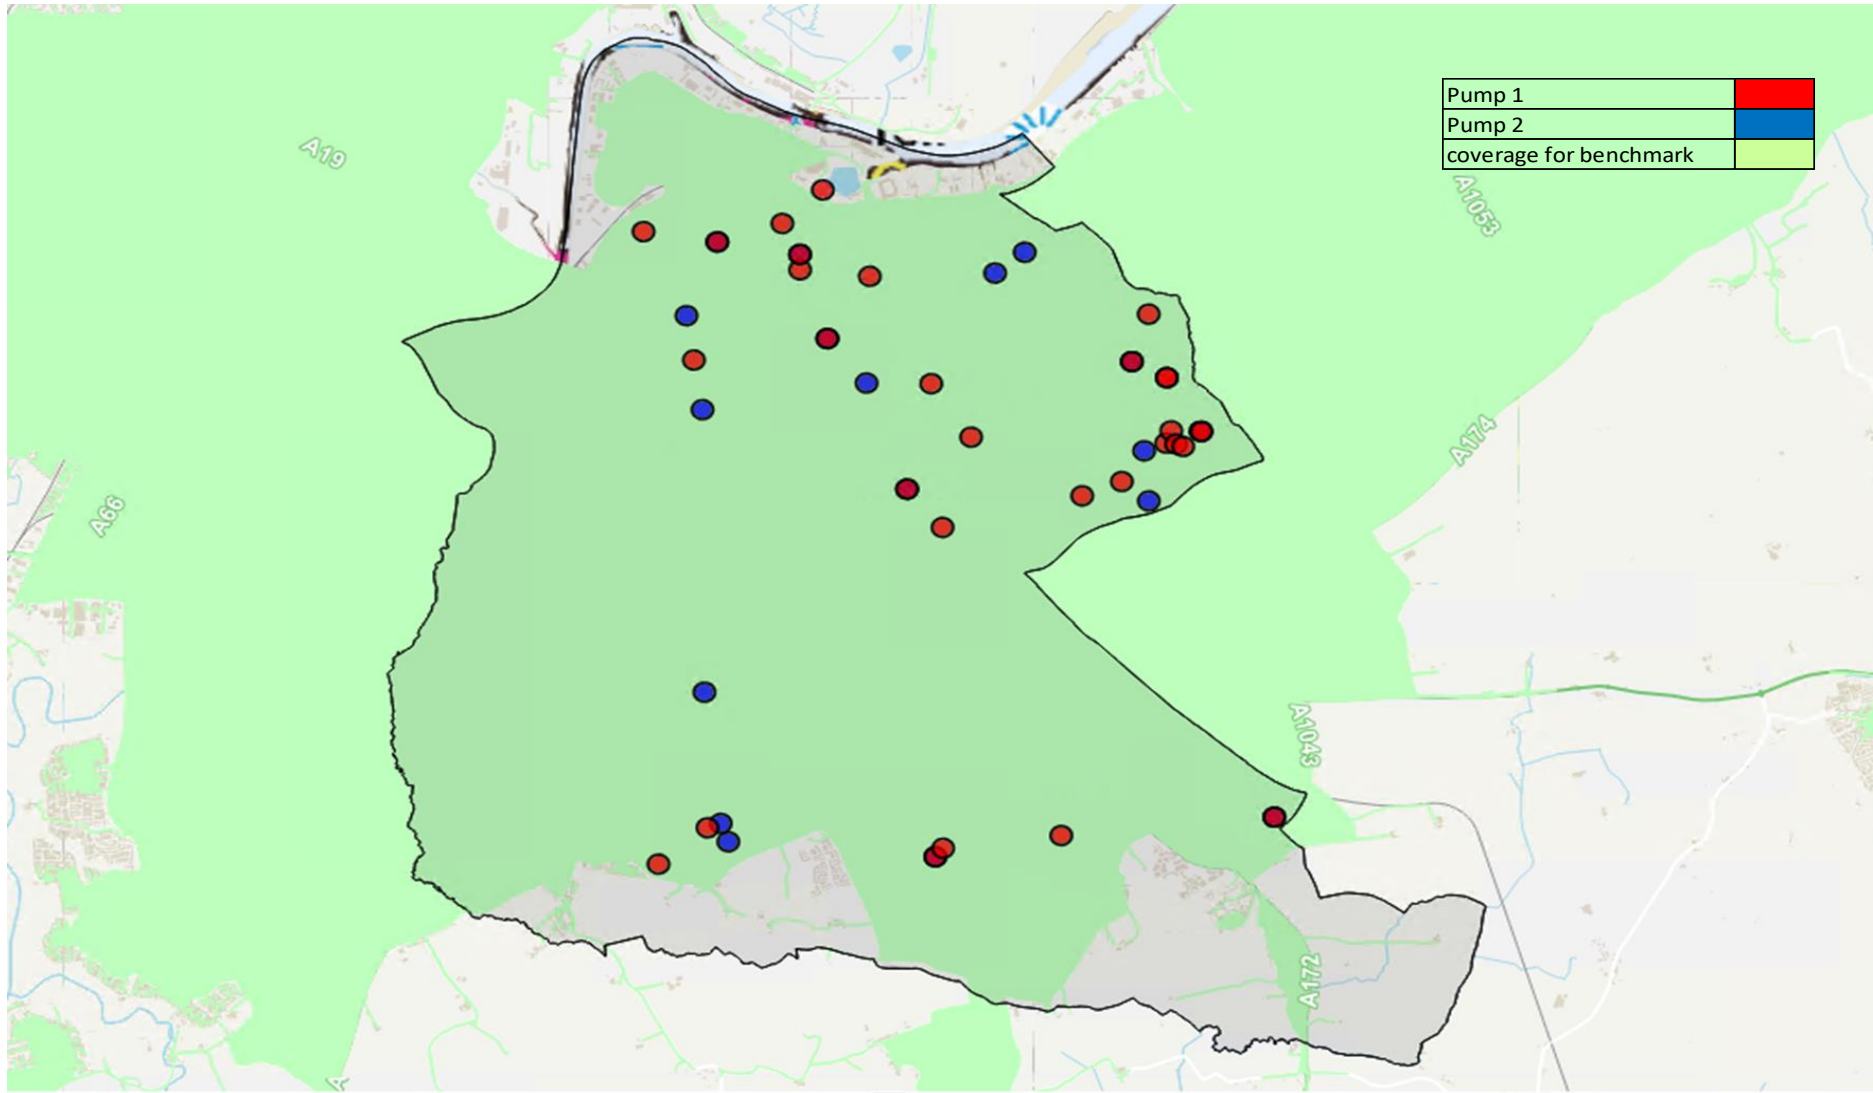 Pump 1
Pump 2
coverage for benchmark
A19
A1053
A174
A66
A1043
A172
A